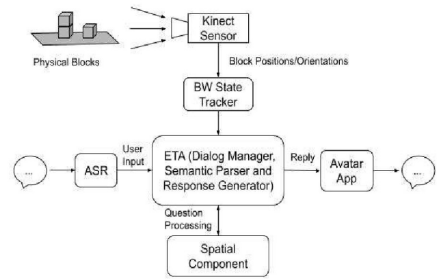 Kinect
Sensor
Physical Blocks
Block Positions/Orientations
BW State
Tracker
...
ASR
User
Input
ETA (Dialog Manager,
Semantic Parser and
Response Generator)
Reply
Avatar
App
...
Question
Processing
Spatial
Component